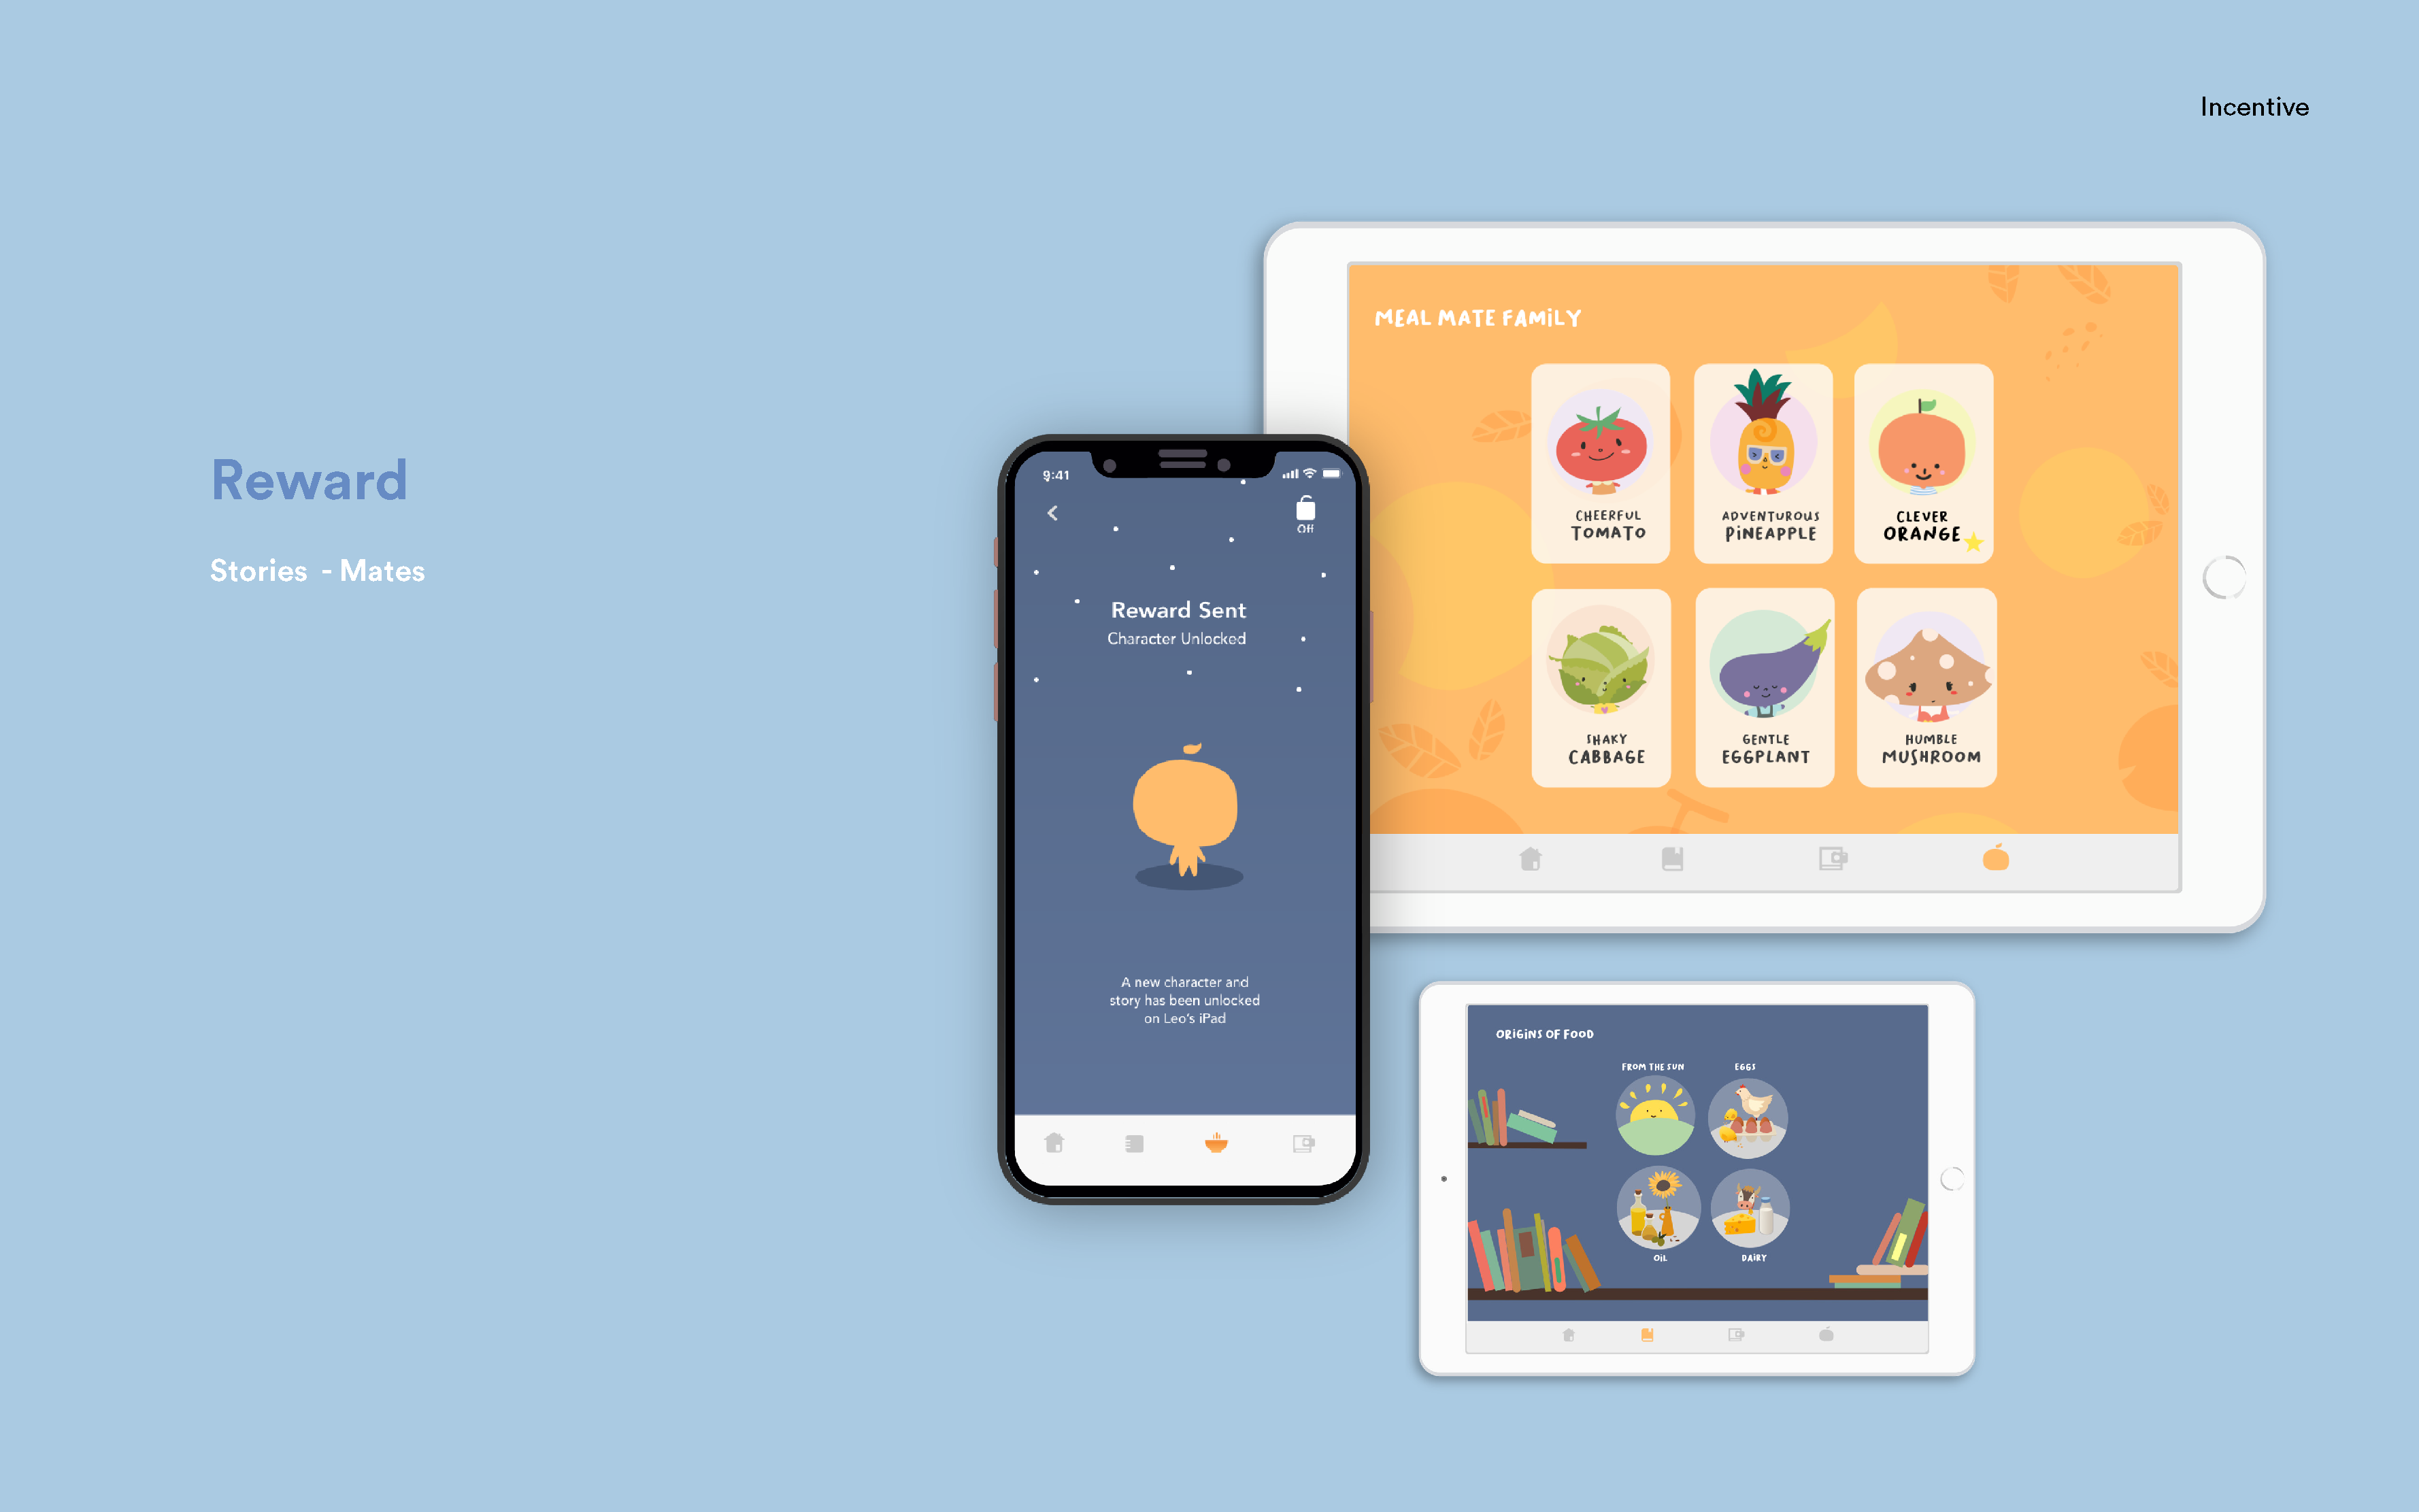 Incentive
Reward
Stories - Mates
9:41
Off
Reward Sent
Character Unlocked
A new character and
story has been unlocked
on Leo's iPad
MEAL MATE FAMiLY
CHEERFUL
TOMATO
ADVENTUROUS
PiNEAPPLE
CLEVER
ORANGE
SHAKY
CABBAGE
GENTLE
EGGPLANT
HUMBLE
MUSHROOM
ORiGiNS OF FOOD
FROM THE SUN
EGGS
OiL
DAiRY